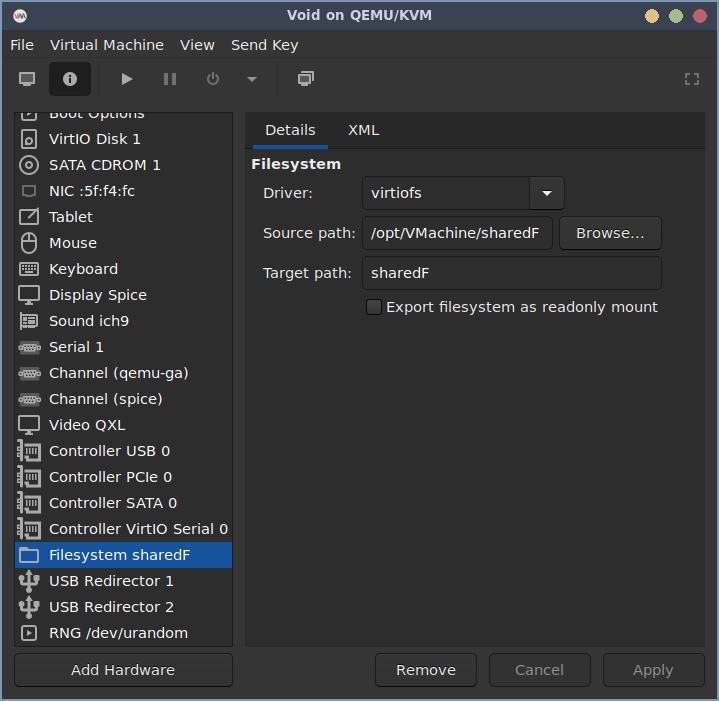 Void on QEMU/KVM
File Virtual Machine View Send Key
Boot Options
VirtIO Disk 1
SATA CDROM 1
NIC :5f:f4:fc
Tablet
Mouse
Keyboard
Display Spice
Sound ich9
Serial 1
Channel (qemu-ga)
Channel (spice)
Video QXL
Controller USB 0
Controller PCIe 0
Controller SATA 0
Controller VirtIO Serial 0
Filesystem sharedF
USB Redirector 1
USB Redirector 2
RNG /dev/urandom
Add Hardware
Details XML
Filesystem
Driver: virtiofs
Source path: /opt/VMachine/sharedF Browse...
Target path: sharedF
Export filesystem as readonly mount
Remove Cancel Apply